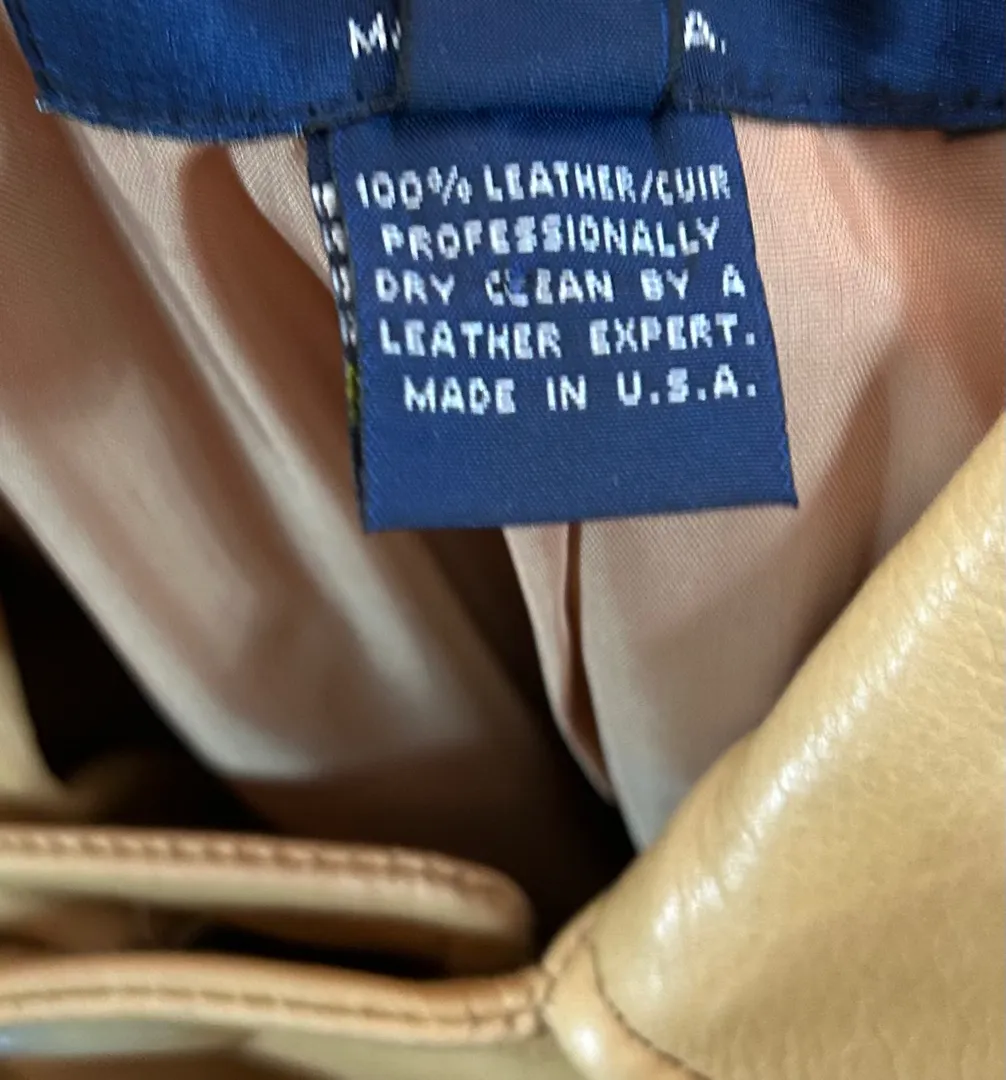 100% LEATHER/CUIR
PROFESSIONALLY
DRY CLEAN BY A
LEATHER EXPERT.
MADE IN U.S.A.